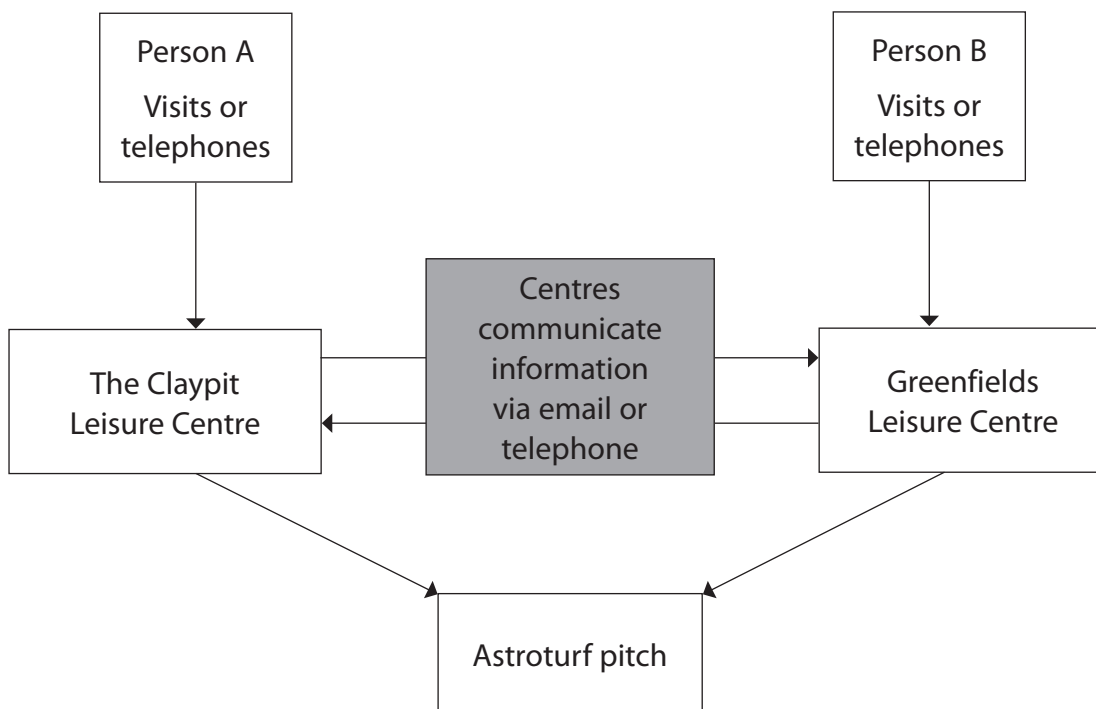 Person A
Visits or
telephones
Person B
Visits or
telephones
Centres
communicate
information
via email or
telephone
The Claypit
Leisure Centre
Greenfields
Leisure Centre
Astroturf pitch